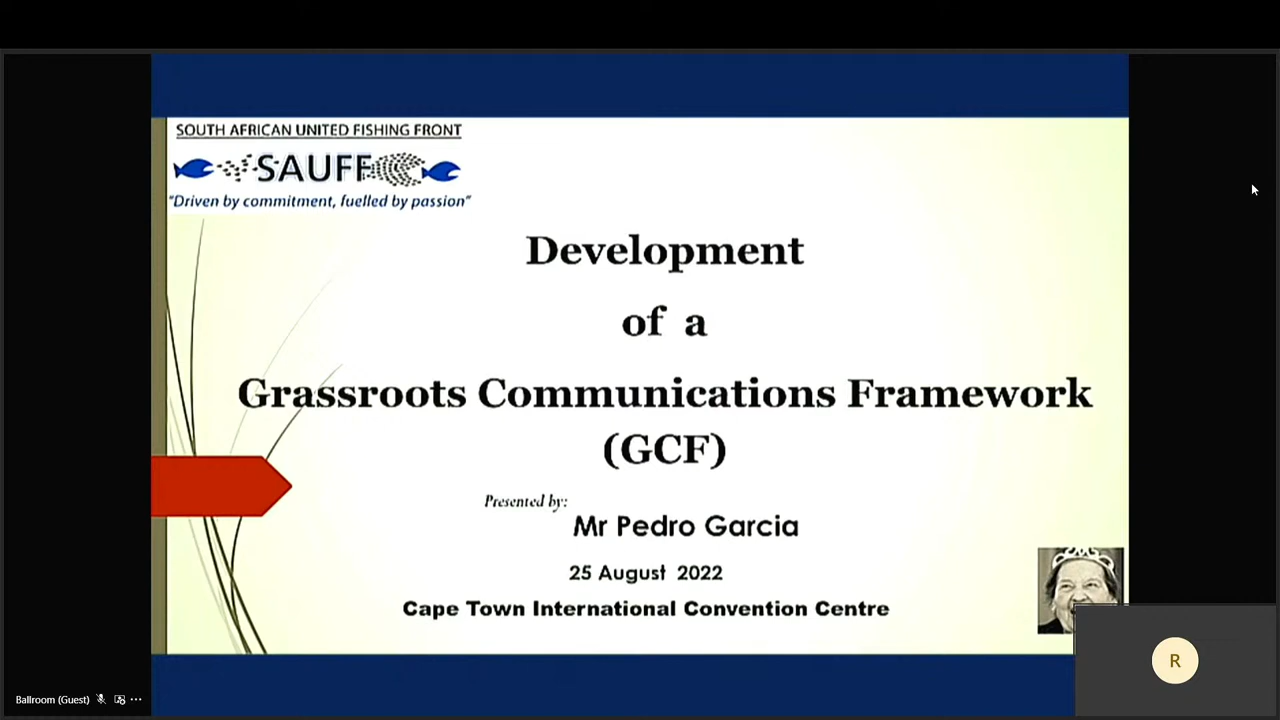 SOUTH AFRICAN UNITED FISHING FRONT
SAUFF
"Driven by commitment, fuelled by passion"
Development
of a
Grassroots Communications Framework
(GCF)
Presented by:
Mr Pedro Garcia
25 August 2022
Cape Town International Convention Centre
Ballroom (Guest)
R